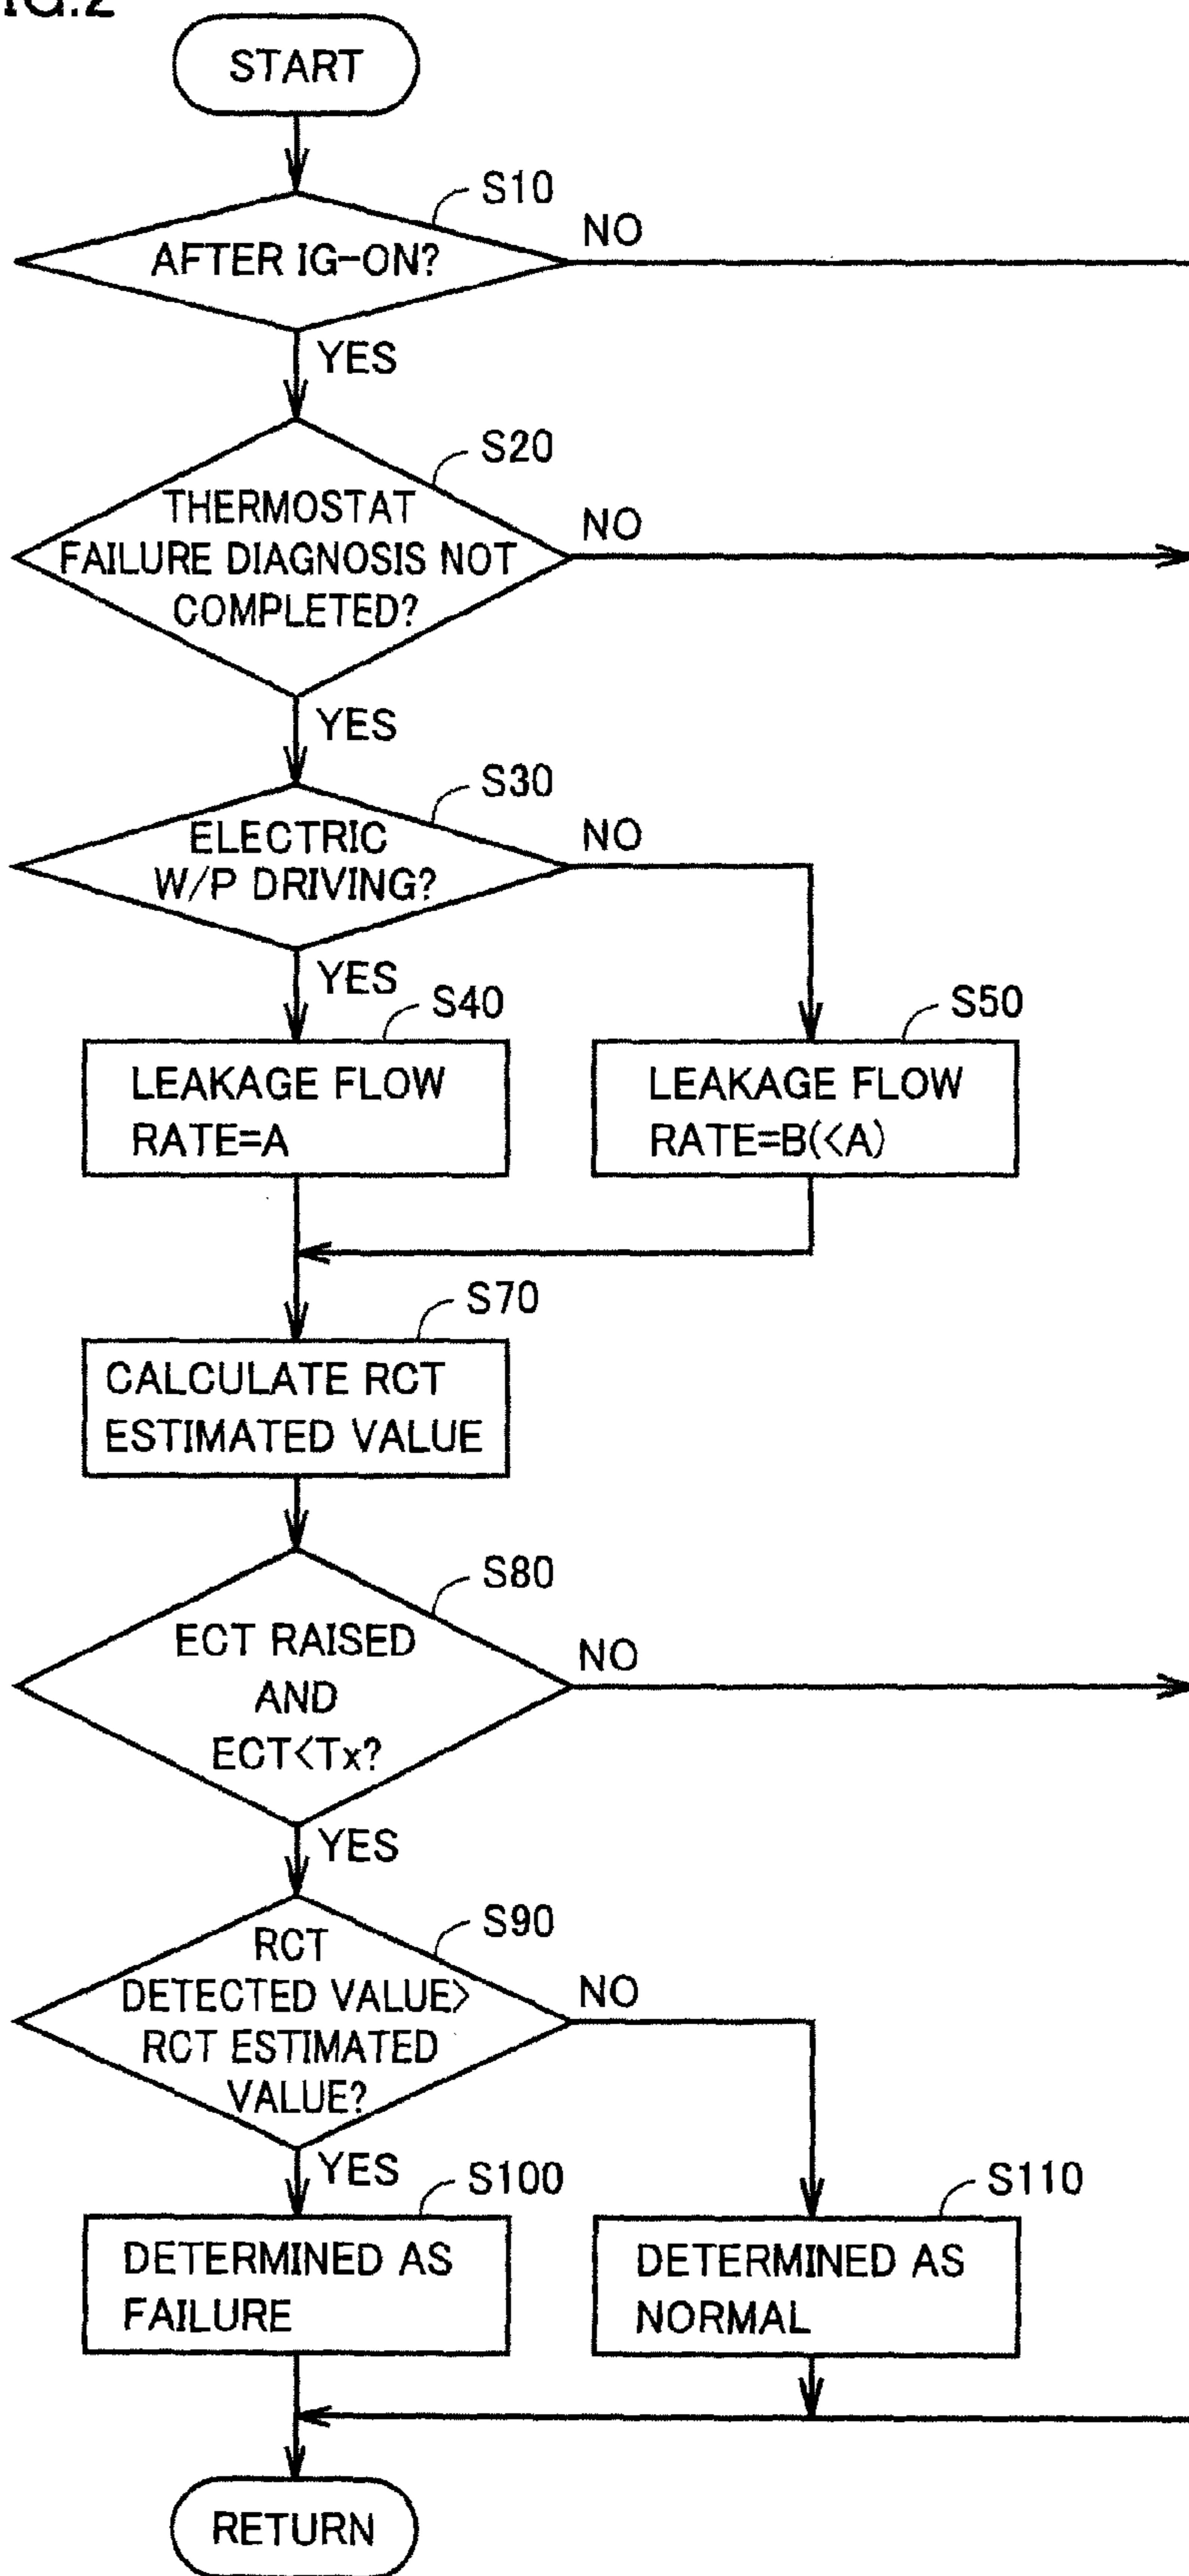 FIG.2
START
S10
AFTER IG-ON?
NO
YES
S20
THERMOSTAT
FAILURE DIAGNOSIS NOT
COMPLETED?
NO
YES
S30
ELECTRIC
W/P DRIVING?
NO
YES
S40
LEAKAGE FLOW
RATE=A
S50
LEAKAGE FLOW
RATE=B(<A)
S70
CALCULATE RCT
ESTIMATED VALUE
S80
ECT RAISED
AND
ECT<Tx?
NO
YES
S90
RCT
DETECTED VALUE>
RCT ESTIMATED
VALUE?
NO
YES
S100
DETERMINED AS
FAILURE
S110
DETERMINED AS
NORMAL
RETURN